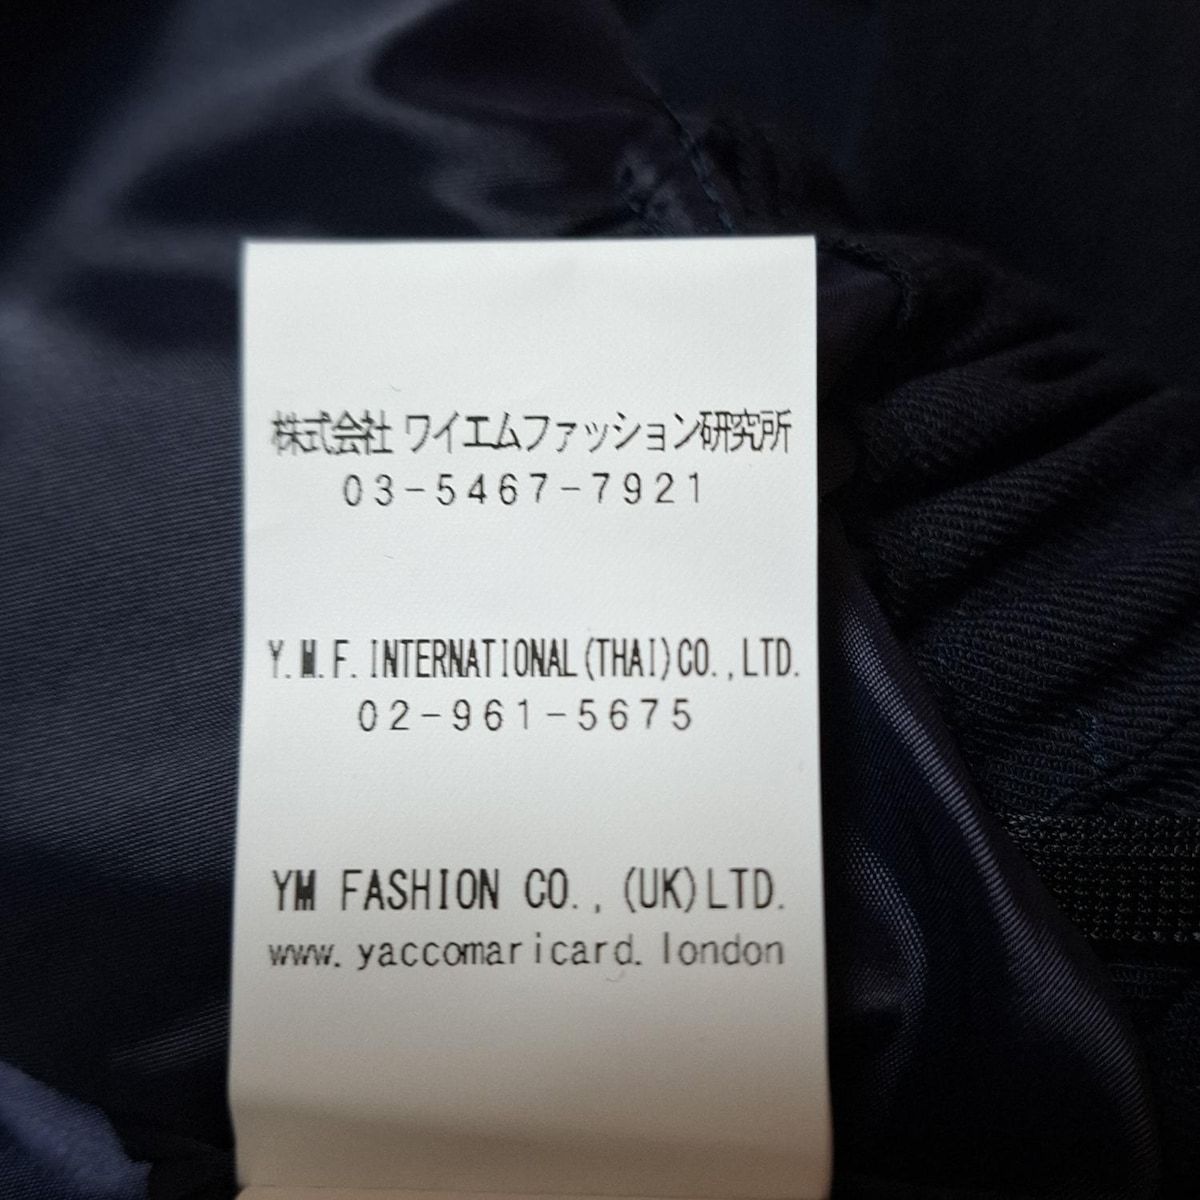 株式会社 ワイエムファッション研究所
03-5467-7921
Y.M.F.INTERNATIONAL(THAI)CO.,LTD.
02-961-5675
YM FASHION CO.,(UK)LTD.
www.yaccomaricard.london